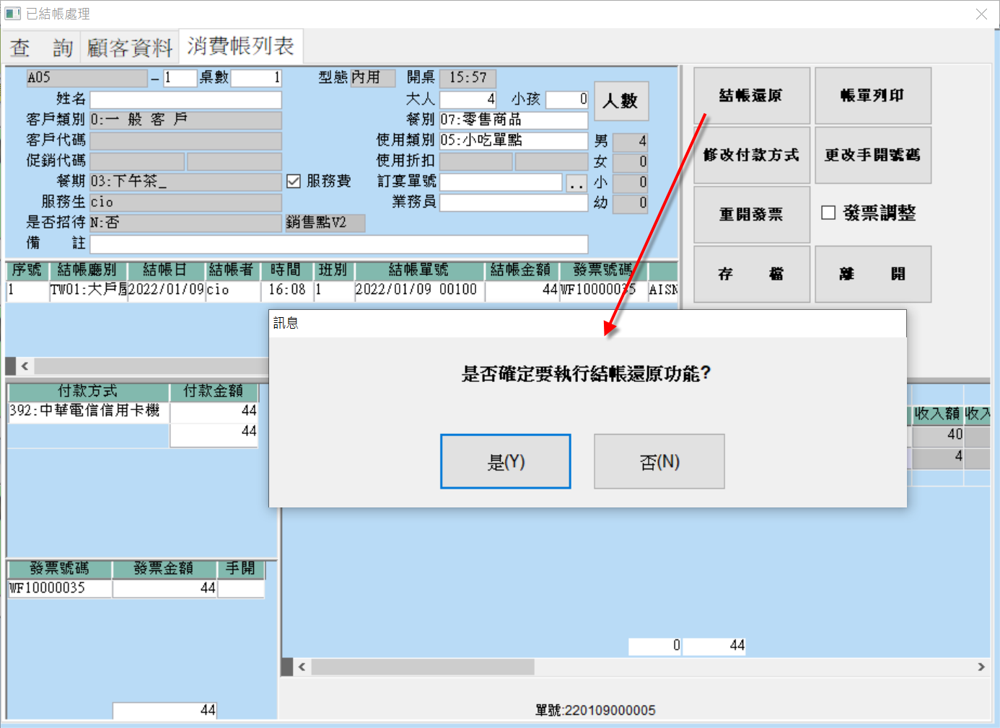 已結帳處理
查 詢 顧客資料 消費帳列表
A05 - 1 桌數 1 型態 內用 開桌 15:57
姓名 大人 4 小孩 0 人數
客戶類別 0:一 般 客 戶 餐別 07:零售商品
客戶代碼 使用類別 05:小吃單點 男 4
促銷代碼 使用折扣 女 0
餐期 03:下午茶_ 服務費 訂宴單號 .. 小 0
服務生 cio 業務員 幼 0
是否招待 N:否 銷售點V2
備 註
結帳還原 帳單列印
修改付款方式 更改手開號碼
重開發票 發票調整
存 檔 離 開
序號 結帳廳別 結帳日 結帳者 時間 班別 結帳單號 結帳金額 發票號碼
1 TW01:大戶屋 2022/01/09 cio 16:08 1 2022/01/09 00100 44 WF10000035 AISN
訊息
是否確定要執行結帳還原功能?
是(Y) 否(N)
付款方式 付款金額
392:中華電信信用卡機 44
44
收入額 收入
40
4
發票號碼 發票金額 手開
WF10000035 44
0 44
44
單號:220109000005